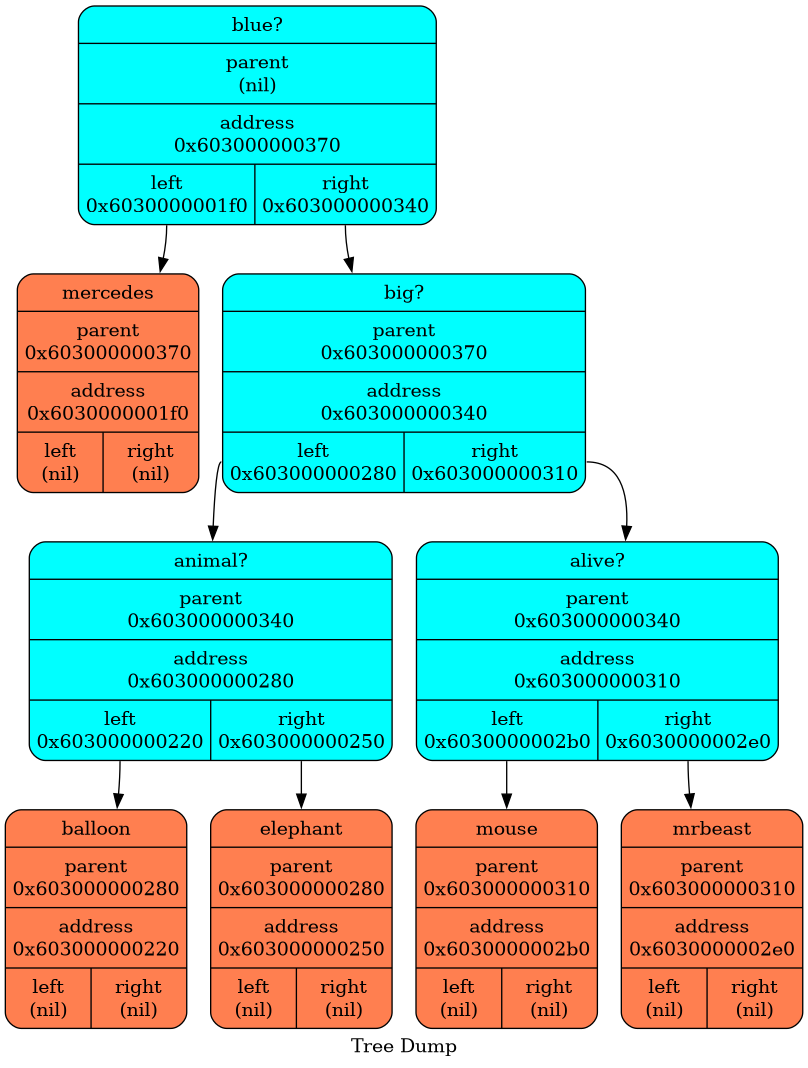 blue?
parent
(nil)
address
0x603000000370
left
0x6030000001f0
right
0x603000000340
mercedes
parent
0x603000000370
address
0x6030000001f0
left
(nil)
right
(nil)
big?
parent
0x603000000370
address
0x603000000340
left
0x603000000280
right
0x603000000310
animal?
parent
0x603000000340
address
0x603000000280
left
0x603000000220
right
0x603000000250
alive?
parent
0x603000000340
address
0x603000000310
left
0x6030000002b0
right
0x6030000002e0
balloon
parent
0x603000000280
address
0x603000000220
left
(nil)
right
(nil)
elephant
parent
0x603000000280
address
0x603000000250
left
(nil)
right
(nil)
mouse
parent
0x603000000310
address
0x6030000002b0
left
(nil)
right
(nil)
mrbeast
parent
0x603000000310
address
0x6030000002e0
left
(nil)
right
(nil)
Tree Dump